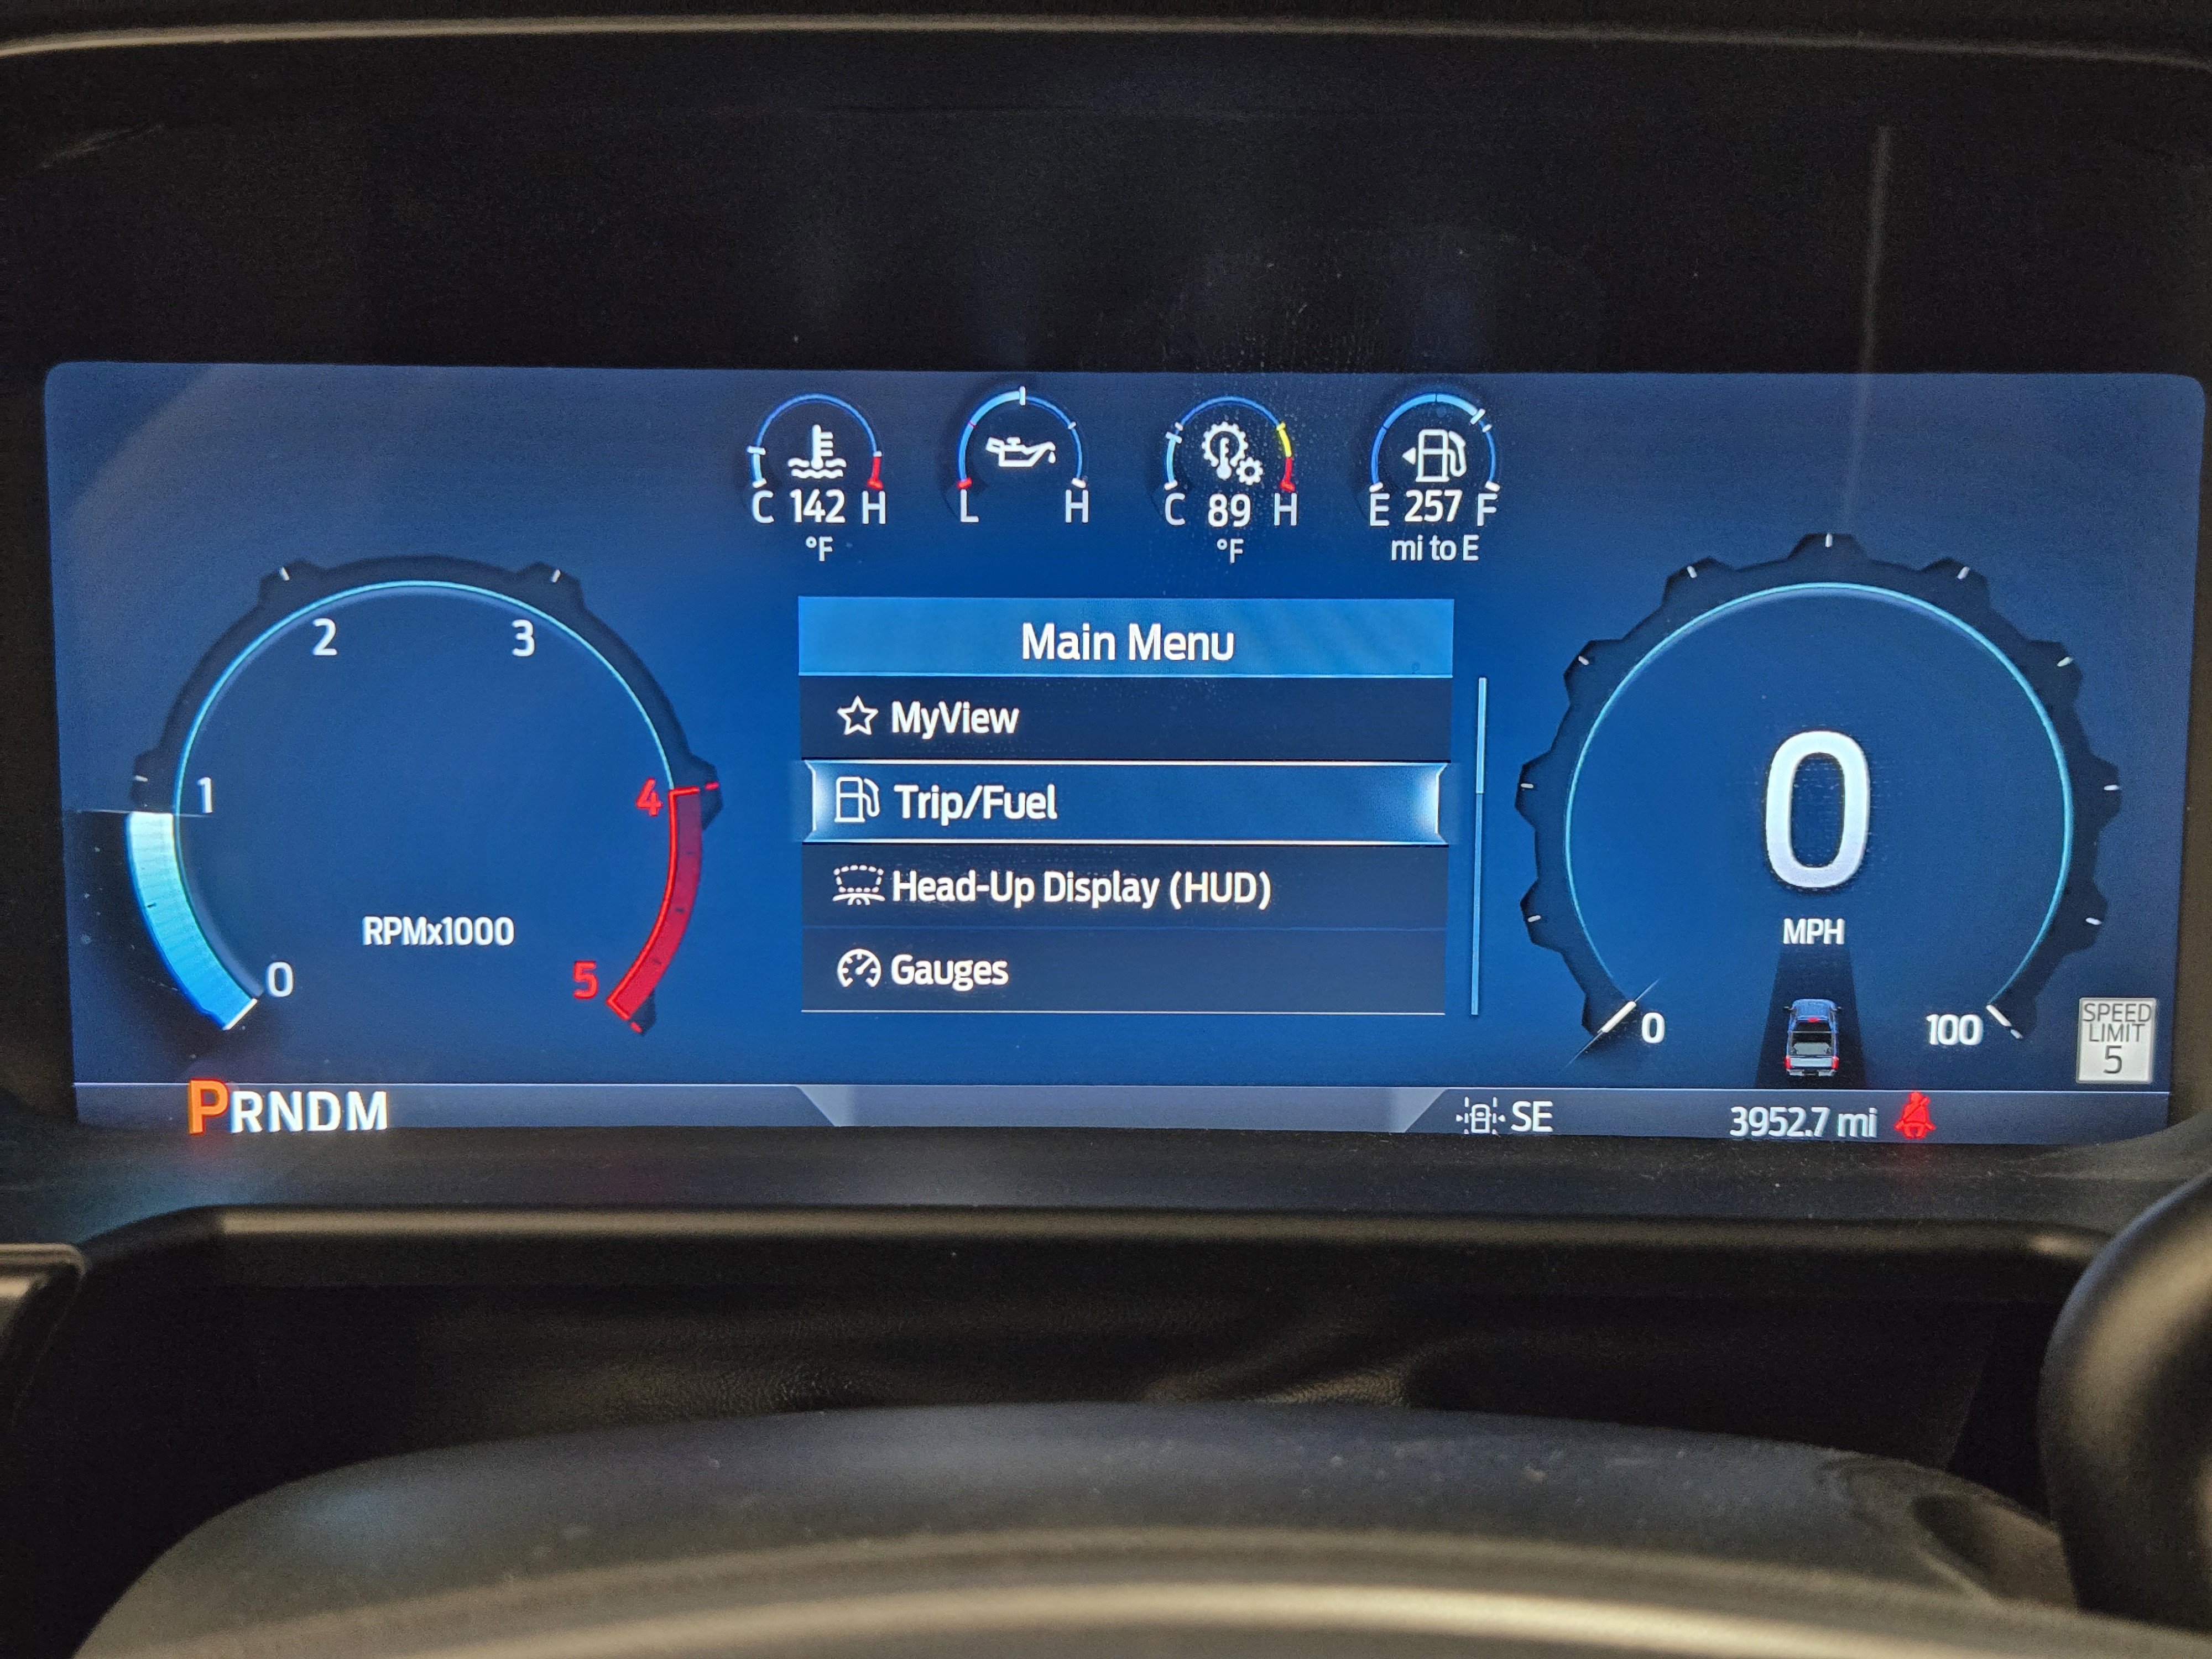 C 142 H
°F
L H
C 89 H
°F
E 257 F
mi to E
0
1
2
3
4
5
RPMx1000
Main Menu
MyView
Trip/Fuel
Head-Up Display (HUD)
Gauges
0
MPH
0
100
SPEED
LIMIT
5
PRNDM
SE
3952.7 mi